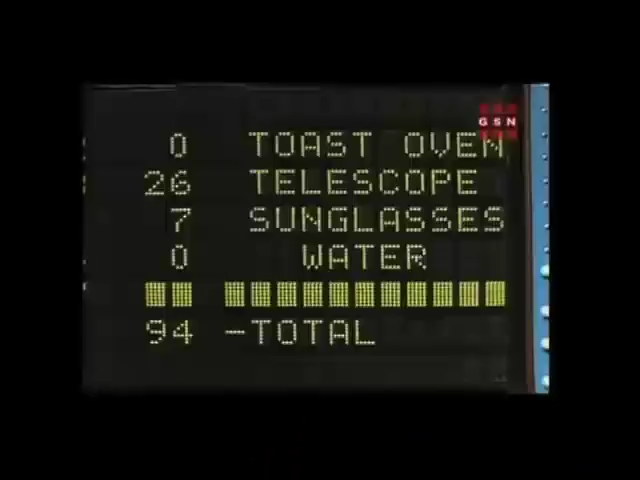 GSN
0 TOAST OVEN
26 TELESCOPE
7 SUNGLASSES
0 WATER
94 -TOTAL